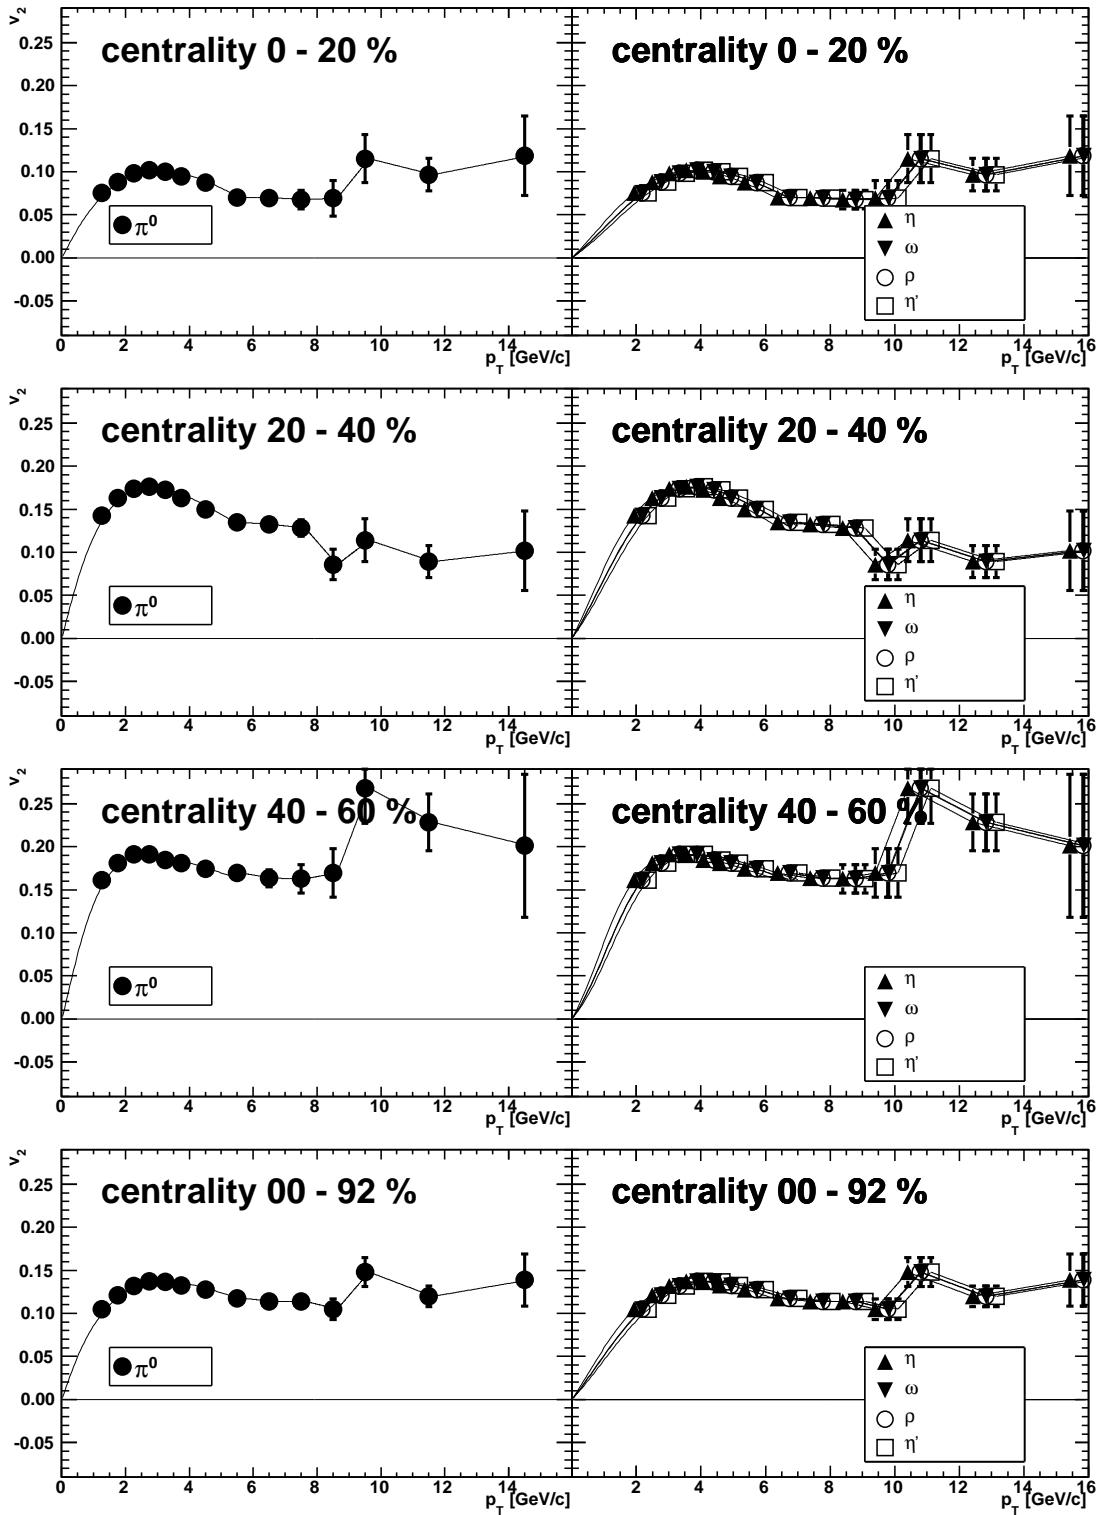 v2
centrality 0 - 20 %
centrality 0 - 20 %
0.25
0.20
0.15
0.10
0.05
0.00
-0.05
π0
η
ω
ρ
η'
0 2 4 6 8 10 12 14
pT [GeV/c]
2 4 6 8 10 12 14 16
pT [GeV/c]
v2
centrality 20 - 40 %
centrality 20 - 40 %
0.25
0.20
0.15
0.10
0.05
0.00
-0.05
π0
η
ω
ρ
η'
0 2 4 6 8 10 12 14
pT [GeV/c]
2 4 6 8 10 12 14 16
pT [GeV/c]
v2
centrality 40 - 60 %
centrality 40 - 60 %
0.25
0.20
0.15
0.10
0.05
0.00
-0.05
π0
η
ω
ρ
η'
0 2 4 6 8 10 12 14
pT [GeV/c]
2 4 6 8 10 12 14 16
pT [GeV/c]
v2
centrality 00 - 92 %
centrality 00 - 92 %
0.25
0.20
0.15
0.10
0.05
0.00
-0.05
π0
η
ω
ρ
η'
0 2 4 6 8 10 12 14
pT [GeV/c]
2 4 6 8 10 12 14 16
pT [GeV/c]